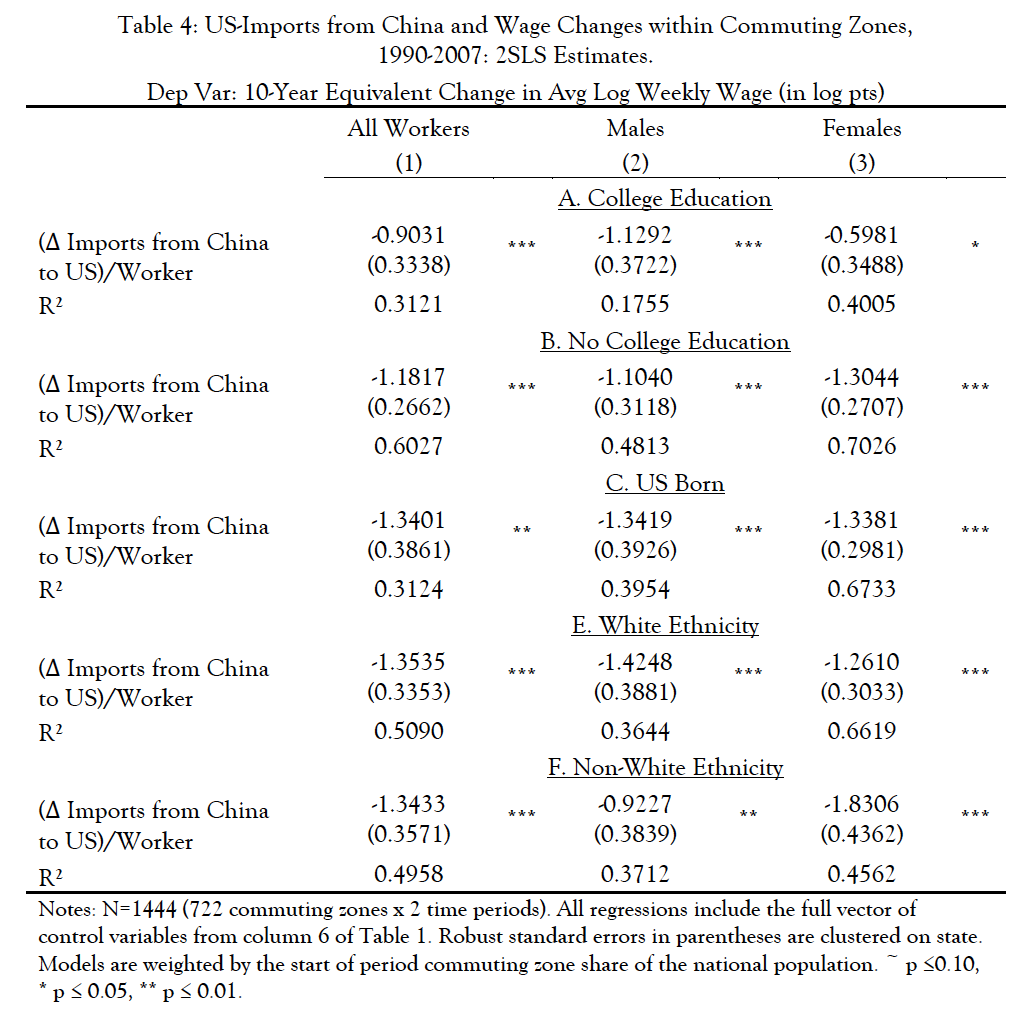 Table 4: US-Imports from China and Wage Changes within Commuting Zones,
1990-2007: 2SLS Estimates.
Dep Var: 10-Year Equivalent Change in Avg Log Weekly Wage (in log pts)
All Workers Males Females
(1) (2) (3)
A. College Education
(Δ Imports from China to US)/Worker -0.9031 *** -1.1292 *** -0.5981 *
(0.3338) (0.3722) (0.3488)
R² 0.3121 0.1755 0.4005
B. No College Education
(Δ Imports from China to US)/Worker -1.1817 *** -1.1040 *** -1.3044 ***
(0.2662) (0.3118) (0.2707)
R² 0.6027 0.4813 0.7026
C. US Born
(Δ Imports from China to US)/Worker -1.3401 ** -1.3419 *** -1.3381 ***
(0.3861) (0.3926) (0.2981)
R² 0.3124 0.3954 0.6733
E. White Ethnicity
(Δ Imports from China to US)/Worker -1.3535 *** -1.4248 *** -1.2610 ***
(0.3353) (0.3881) (0.3033)
R² 0.5090 0.3644 0.6619
F. Non-White Ethnicity
(Δ Imports from China to US)/Worker -1.3433 *** -0.9227 ** -1.8306 ***
(0.3571) (0.3839) (0.4362)
R² 0.4958 0.3712 0.4562
Notes: N=1444 (722 commuting zones x 2 time periods). All regressions include the full vector of
control variables from column 6 of Table 1. Robust standard errors in parentheses are clustered on state.
Models are weighted by the start of period commuting zone share of the national population. ~ p ≤0.10,
* p ≤ 0.05, ** p ≤ 0.01.